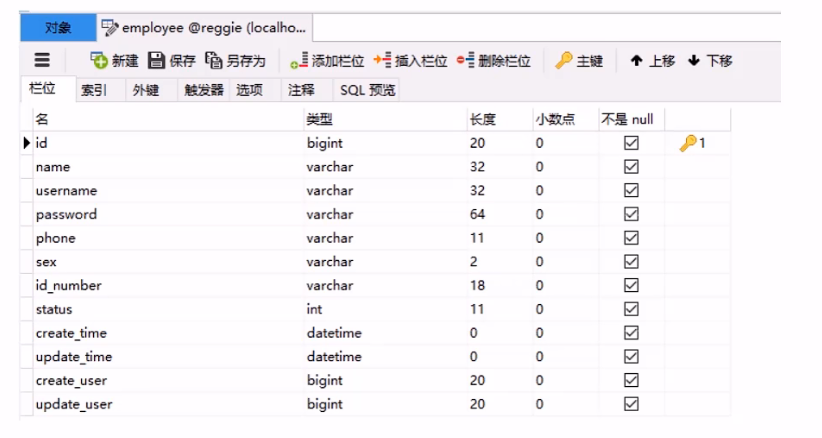 对象 employee @reggie (localho...
新建 保存 另存为 添加栏位 插入栏位 删除栏位 主键 上移 下移
栏位 索引 外键 触发器 选项 注释 SQL 预览
名 类型 长度 小数点 不是 null
id bigint 20 0 1
name varchar 32 0
username varchar 32 0
password varchar 64 0
phone varchar 11 0
sex varchar 2 0
id_number varchar 18 0
status int 11 0
create_time datetime 0 0
update_time datetime 0 0
create_user bigint 20 0
update_user bigint 20 0